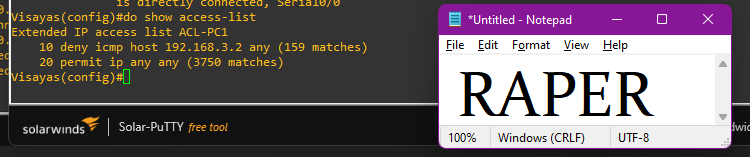 is directly connected, Serial0/0
Visayas(config)#do show access-list
Extended IP access list ACL-PC1
10 deny icmp host 192.168.3.2 any (159 matches)
20 permit ip any any (3750 matches)
Visayas(config)#
solarwinds
Solar-PuTTY free tool
*Untitled - Notepad
File Edit Format View Help
RAPER
100% Windows (CRLF) UTF-8